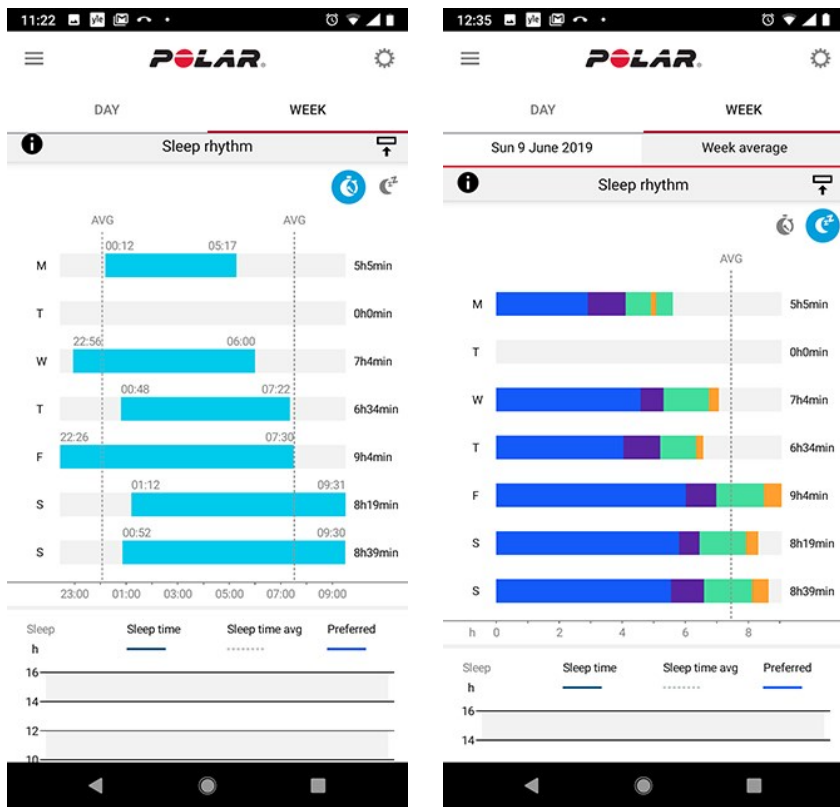 11:22 yle
POLAR.
DAY WEEK
Sleep rhythm
AVG AVG
00:12 05:17
M 5h5min
T 0h0min
22:56 06:00
W 7h4min
00:48 07:22
T 6h34min
22:26 07:30
F 9h4min
01:12 09:31
S 8h19min
00:52 09:30
S 8h39min
23:00 01:00 03:00 05:00 07:00 09:00
Sleep Sleep time Sleep time avg Preferred
h
16
14
12
10
12:35 yle
POLAR.
DAY WEEK
Sun 9 June 2019 Week average
Sleep rhythm
AVG
M 5h5min
T 0h0min
W 7h4min
T 6h34min
F 9h4min
S 8h19min
S 8h39min
h 0 2 4 6 8
Sleep Sleep time Sleep time avg Preferred
h
16
14